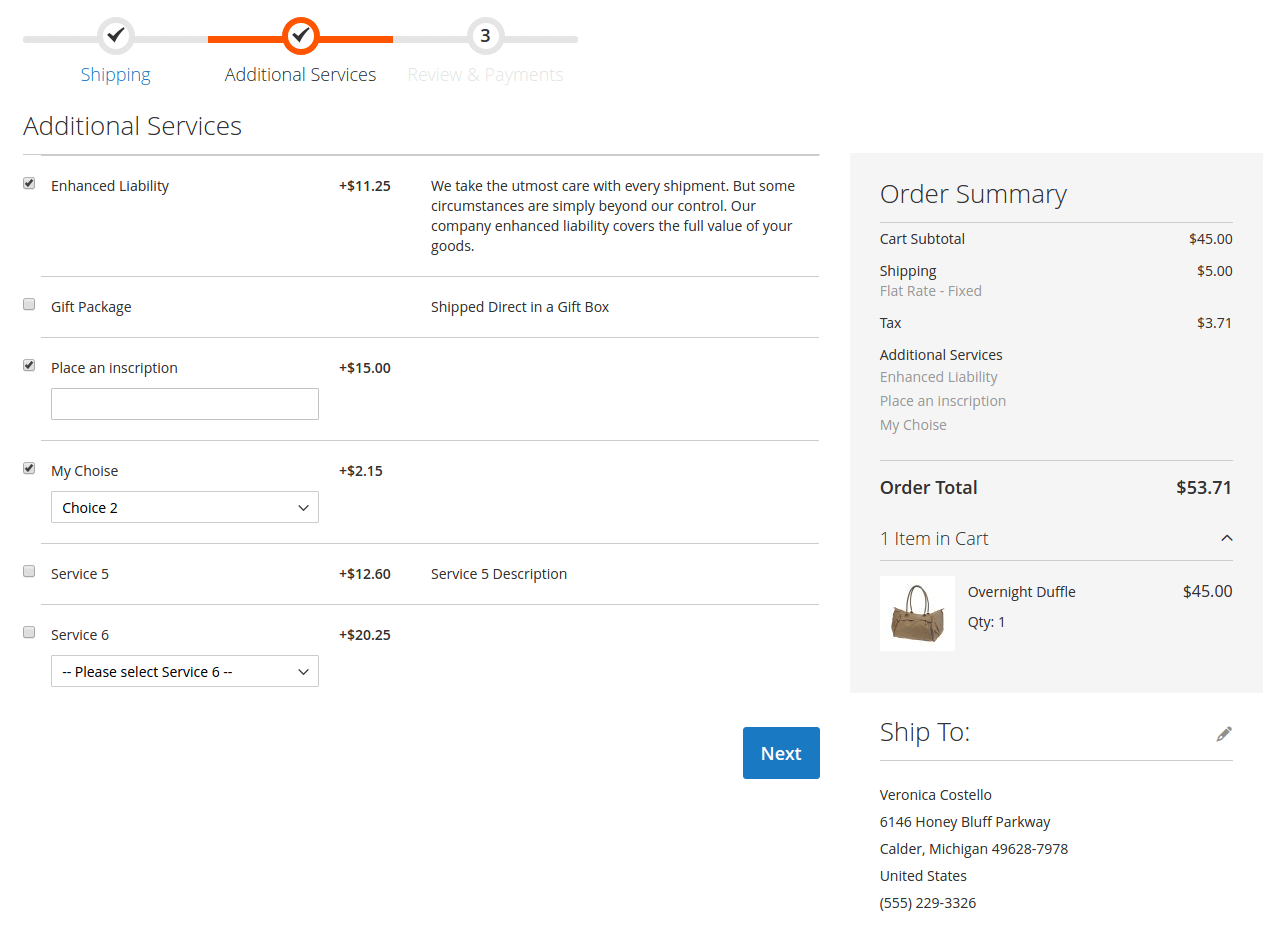 3
Shipping
Additional Services
Review & Payments
Additional Services
Enhanced Liability +$11.25 We take the utmost care with every shipment. But some
circumstances are simply beyond our control. Our
company enhanced liability covers the full value of your
goods.
Gift Package Shipped Direct in a Gift Box
Place an inscription +$15.00
My Choise +$2.15
Choice 2
Service 5 +$12.60 Service 5 Description
Service 6 +$20.25
-- Please select Service 6 --
Next
Order Summary
Cart Subtotal $45.00
Shipping $5.00
Flat Rate - Fixed
Tax $3.71
Additional Services
Enhanced Liability
Place an inscription
My Choise
Order Total $53.71
1 Item in Cart
Overnight Duffle $45.00
Qty: 1
Ship To:
Veronica Costello
6146 Honey Bluff Parkway
Calder, Michigan 49628-7978
United States
(555) 229-3326